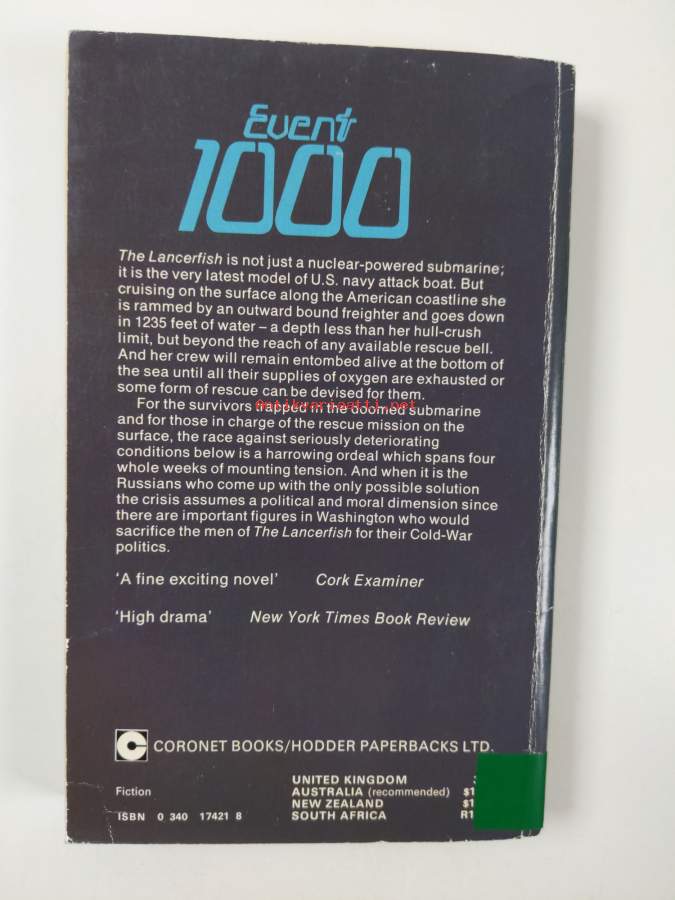 Event
1000
The Lancerfish is not just a nuclear-powered submarine;
it is the very latest model of U.S. navy attack boat. But
cruising on the surface along the American coastline she
is rammed by an outward bound freighter and goes down
in 1235 feet of water – a depth less than her hull-crush
limit, but beyond the reach of any available rescue bell.
And her crew will remain entombed alive at the bottom of
the sea until all their supplies of oxygen are exhausted or
some form of rescue can be devised for them.
For the survivors trapped in the doomed submarine
antikvariaatti.net
and for those in charge of the rescue mission on the
surface, the race against seriously deteriorating
conditions below is a harrowing ordeal which spans four
whole weeks of mounting tension. And when it is the
Russians who come up with the only possible solution
the crisis assumes a political and moral dimension since
there are important figures in Washington who would
sacrifice the men of The Lancerfish for their Cold-War
politics.
'A fine exciting novel' Cork Examiner
'High drama' New York Times Book Review
C CORONET BOOKS/HODDER PAPERBACKS LTD.
UNITED KINGDOM
Fiction AUSTRALIA (recommended) $1
NEW ZEALAND $1
ISBN 0 340 17421 8 SOUTH AFRICA R1